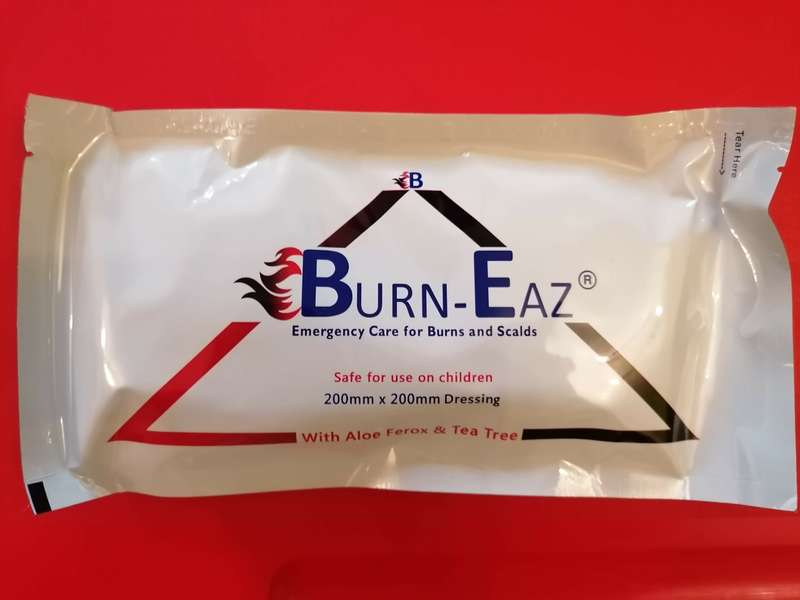 Tear Here
B
BURN-EAZ®
Emergency Care for Burns and Scalds
Safe for use on children
200mm x 200mm Dressing
With Aloe Ferox & Tea Tree